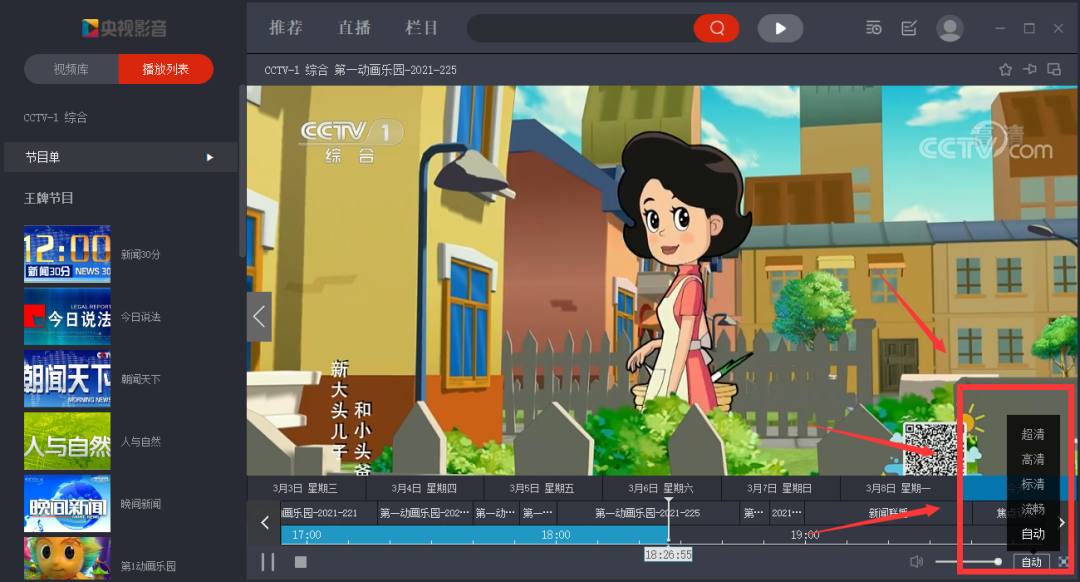 央视影音
推荐 直播 栏目
视频库 播放列表
CCTV-1 综合 第一动画乐园-2021-225
CCTV-1 综合
节目单
王牌节目
12:00
新闻30分 NEWS 30
新闻30分
LEGAL REPORT
今日说法
今日说法
朝闻天下
MORNING NEWS
朝闻天下
人与自然
人与自然
晚间新闻
晚间新闻
第1动画乐园
CCTV 1
综合
高清
CCTV.com
新大头儿子
和小头爸
超清
高清
标清
流畅
自动
3月3日 星期三 3月4日 星期四 3月5日 星期五 3月6日 星期六 3月7日 星期日 3月8日 星期一
画乐园-2021-221 第一动画乐园-202··· 第一动··· 第一··· 第一动画乐园-2021-225 第··· 2021··· 新闻联播 焦点
17:00 18:00 19:00
18:26:55
自动